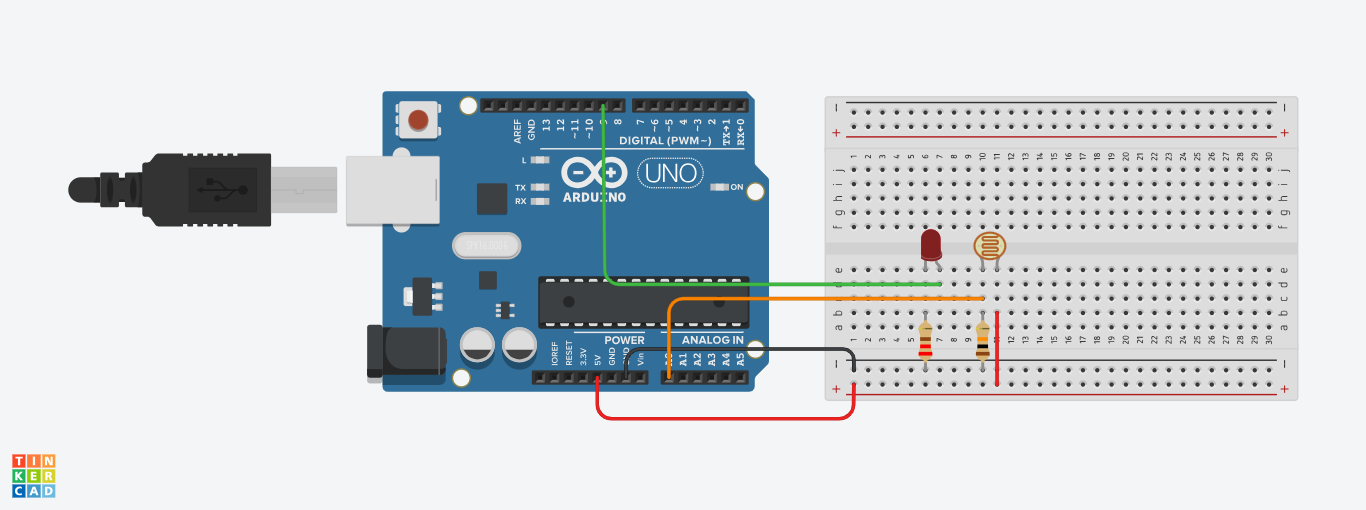 AREF
GND
13
12
~11
~10
9
8
7
~6
~5
4
~3
2
TX→1
RX←0
DIGITAL (PWM~)
L
TX
RX
ARDUINO
UNO
ON
POWER
ANALOG IN
IOREF
RESET
3.3V
5V
GND
GND
Vin
A0
A1
A2
A3
A4
A5
1 2 3 4 5 6 7 8 9 10 11 12 13 14 15 16 17 18 19 20 21 22 23 24 25 26 27 28 29 30
j j
i i
h h
g g
f f
e e
d d
c c
b b
a a
1 2 3 4 5 6 7 8 9 10 11 12 13 14 15 16 17 18 19 20 21 22 23 24 25 26 27 28 29 30
TIN
KER
CAD